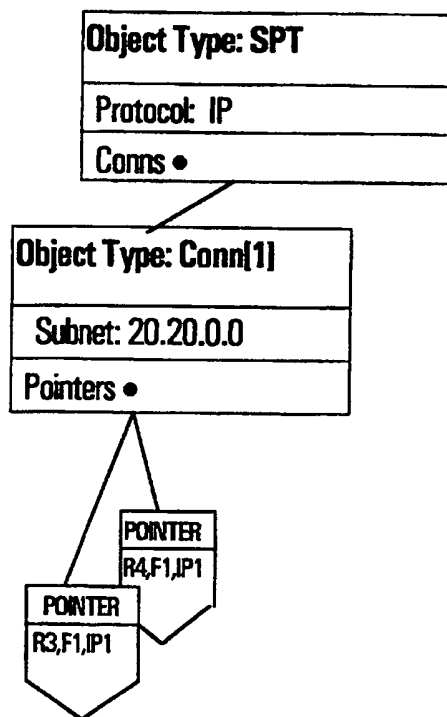 Object Type: SPT
Protocol: IP
Conns •
Object Type: Conn[1]
Subnet: 20.20.0.0
Pointers •
POINTER
R4,F1,IP1
POINTER
R3,F1,IP1